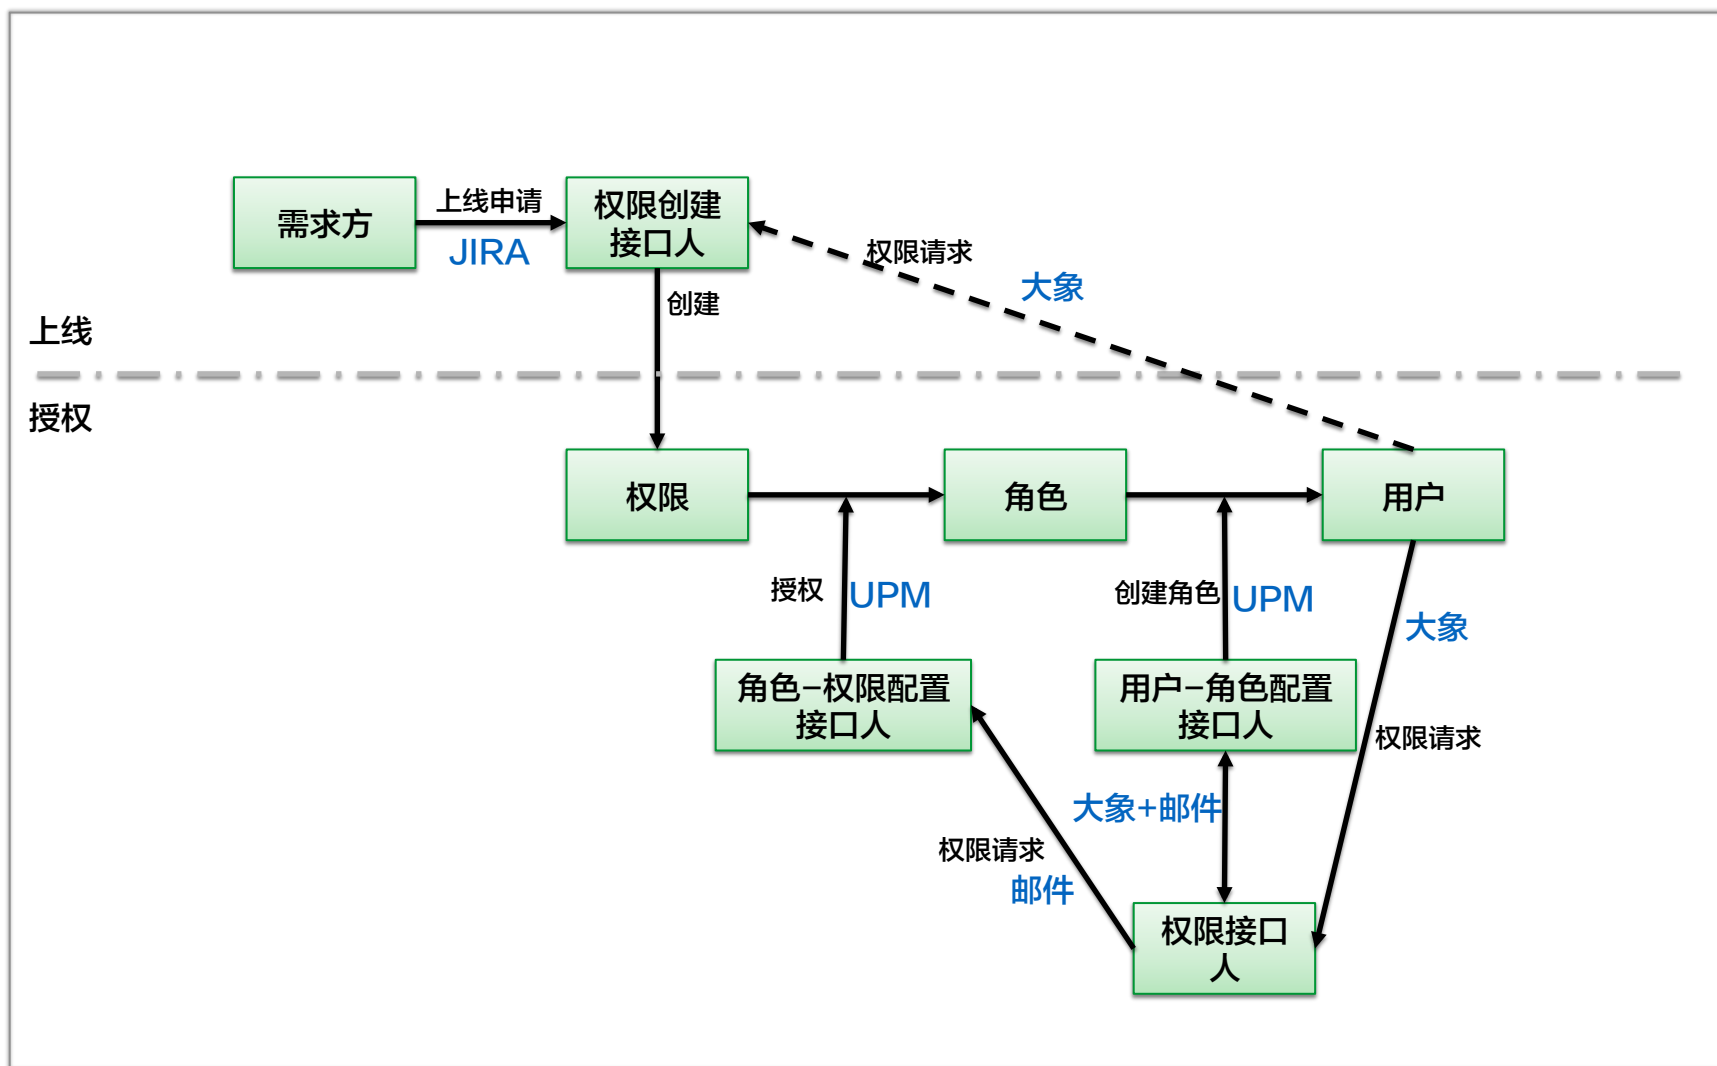 需求方
上线申请
JIRA
权限创建
接口人
权限请求
大象
创建
上线
授权
权限
角色
用户
授权
UPM
创建角色
UPM
大象
角色-权限配置
接口人
用户-角色配置
接口人
权限请求
大象+邮件
权限请求
邮件
权限接口
人